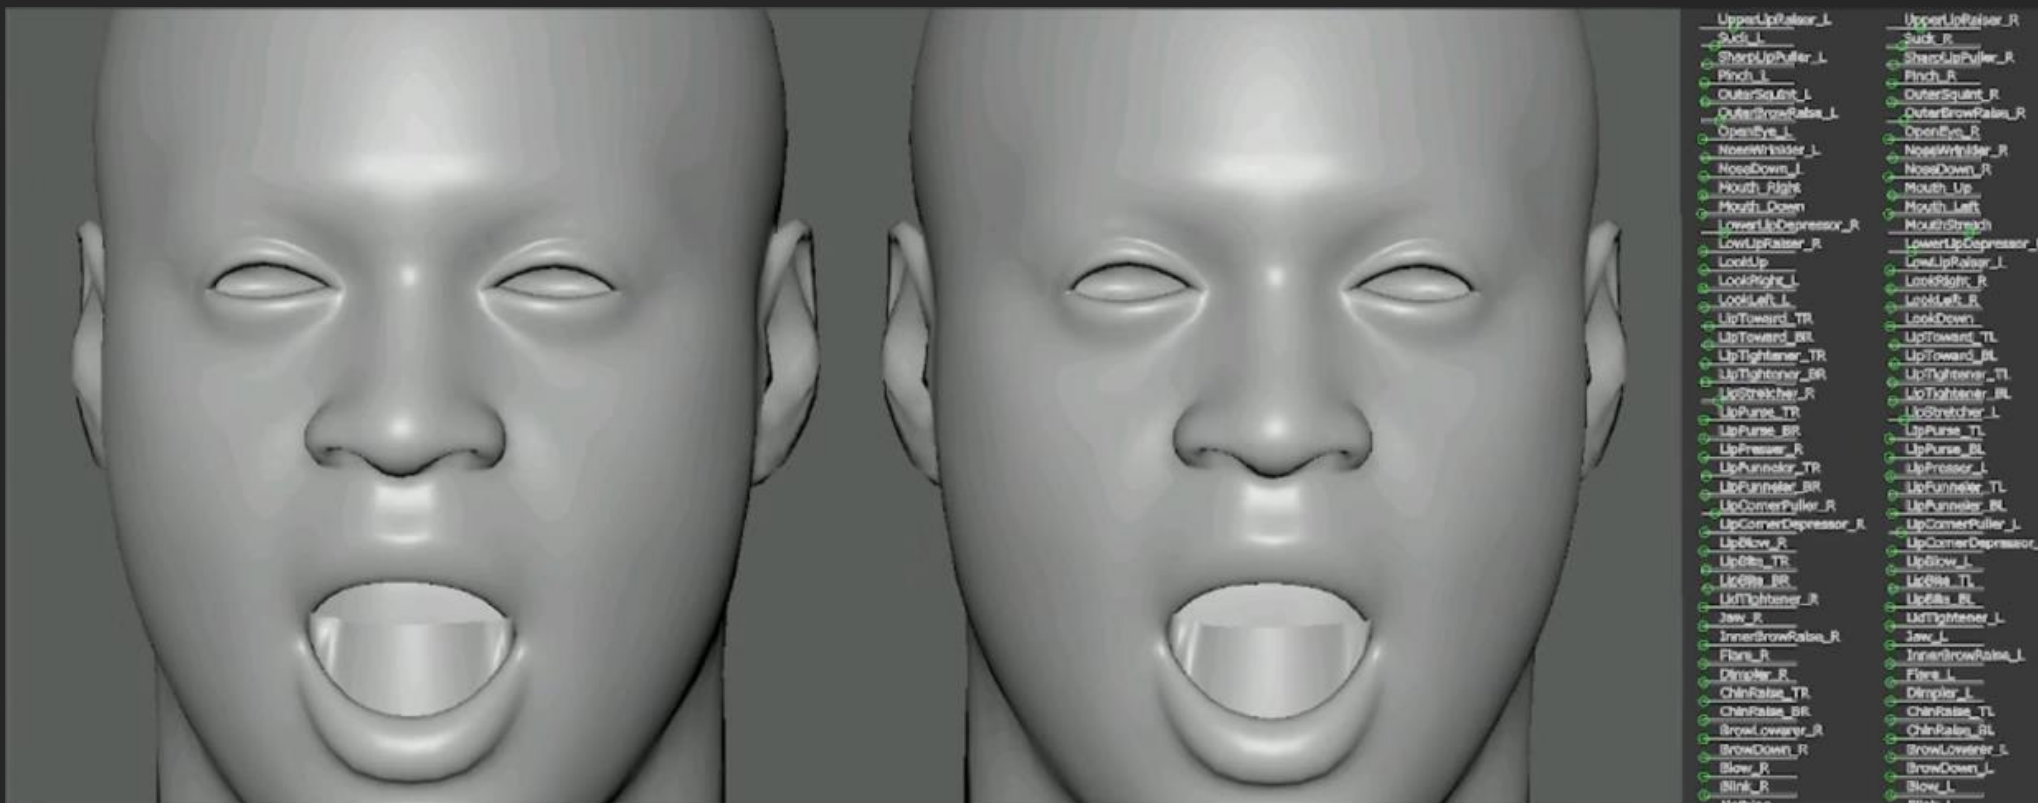 UpperLipRaiser_L UpperLipRaiser_R
Suck_L Suck_R
SharpLipPuller_L SharpLipPuller_R
Pinch_L Pinch_R
OuterSquint_L OuterSquint_R
OuterBrowRaise_L OuterBrowRaise_R
OpenEye_L OpenEye_R
NoseWrinkler_L NoseWrinkler_R
NoseDown_L NoseDown_R
Mouth_Right Mouth_Up
Mouth_Down Mouth_Left
LowerLipDepressor_R MouthStretch
LowLipRaiser_R LowerLipDepressor_
LookUp LowLipRaiser_L
LookRight_L LookRight_R
LookLeft_L LookLeft_R
LipToward_TR LookDown
LipToward_BR LipToward_TL
LipTightener_TR LipToward_BL
LipTightener_BR LipTightener_TL
LipStretcher_R LipTightener_BL
LipPurse_TR LipStretcher_L
LipPurse_BR LipPurse_TL
LipPresser_R LipPurse_BL
LipFunneler_TR LipPresser_L
LipFunneler_BR LipFunneler_TL
LipCornerPuller_R LipFunneler_BL
LipCornerDepressor_R LipCornerPuller_L
LipBlow_R LipCornerDepressor_
LipBite_TR LipBlow_L
LipBite_BR LipBite_TL
LidTightener_R LipBite_BL
Jaw_R LidTightener_L
InnerBrowRaise_R Jaw_L
Flare_R InnerBrowRaise_L
Dimpler_R Flare_L
ChinRaise_TR Dimpler_L
ChinRaise_BR ChinRaise_TL
BrowLowerer_R ChinRaise_BL
BrowDown_R BrowLowerer_L
Blow_R BrowDown_L
Blink_R Blow_L